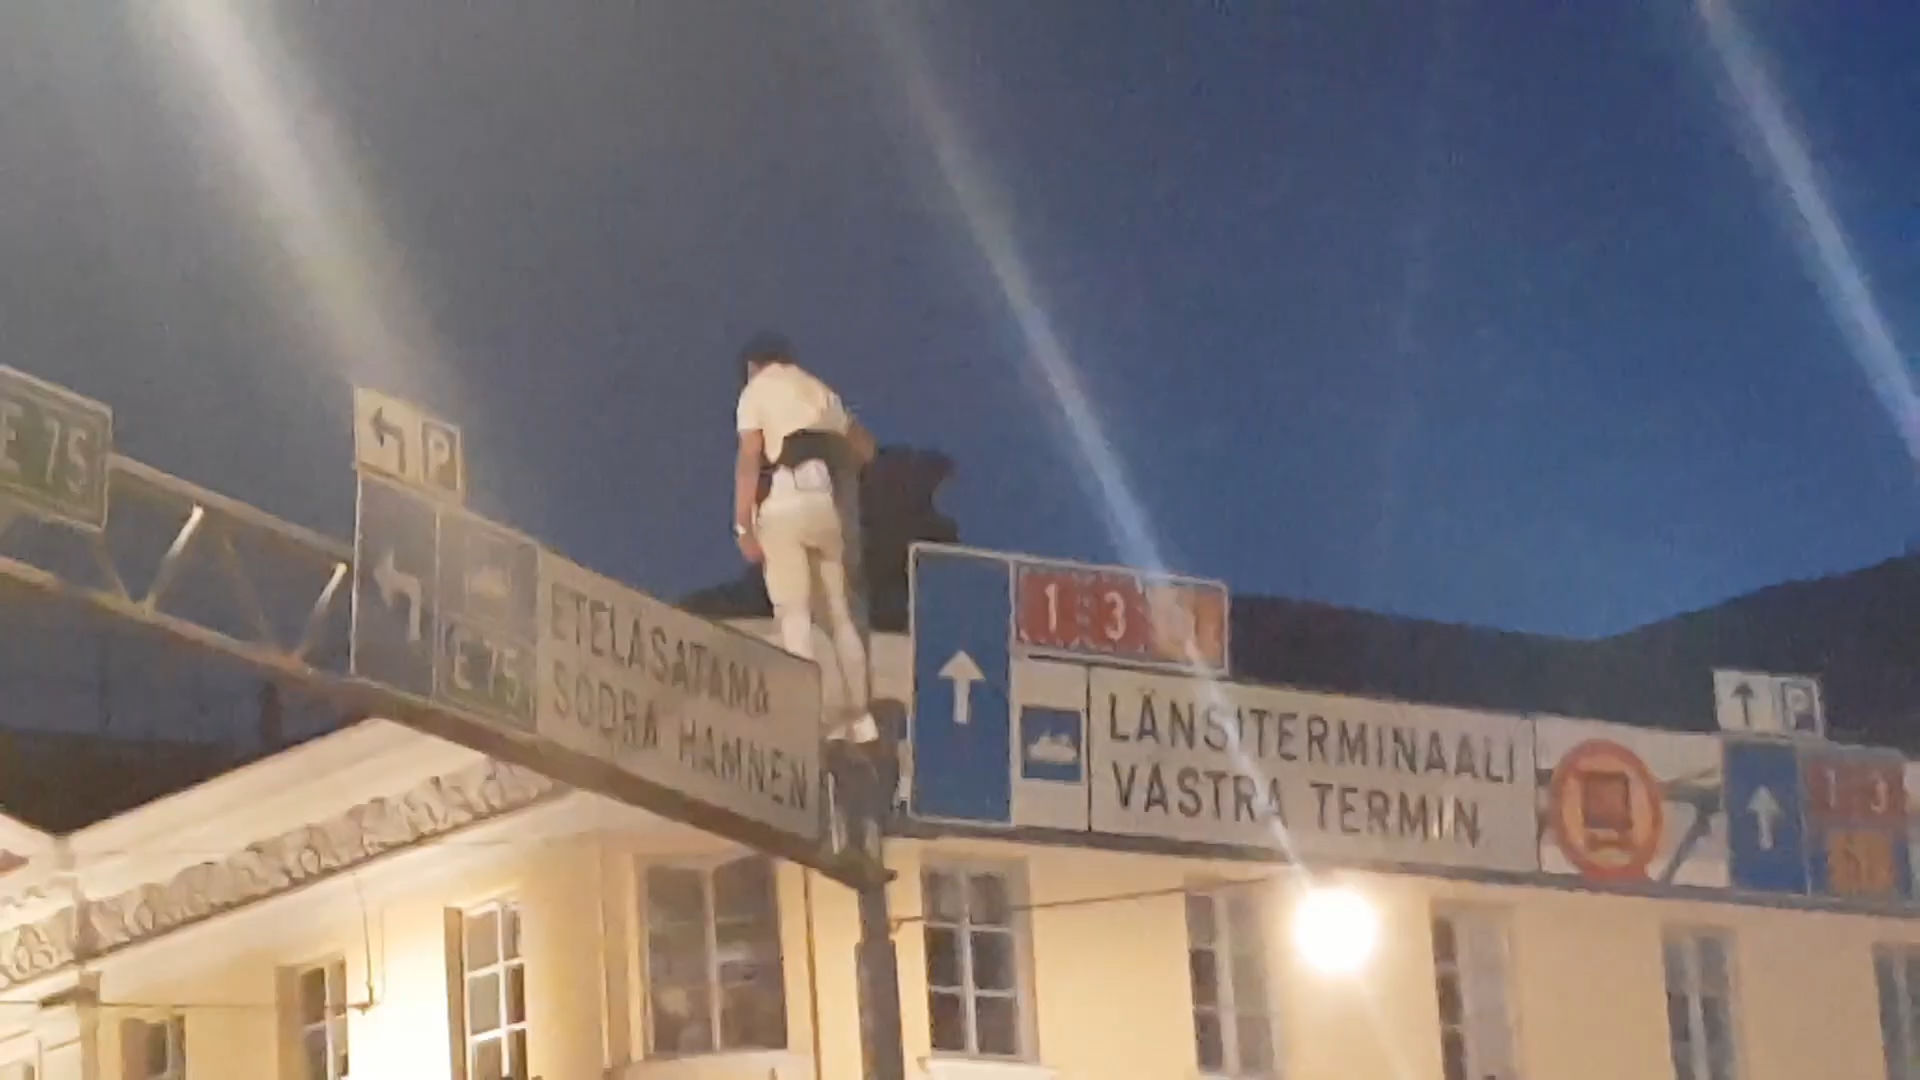 E 75
P
E 75
ETELÄSATAMA
SÖDRA HAMNEN
1 3
LÄNSITERMINAALI
VÄSTRA TERMIN.
P
1 3